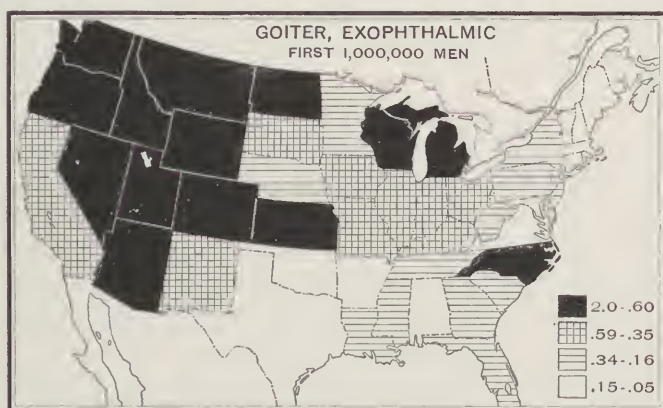 GOITER, EXOPHTHALMIC
FIRST 1,000,000 MEN
2.0-.60
.59-.35
.34-.16
.15-.05